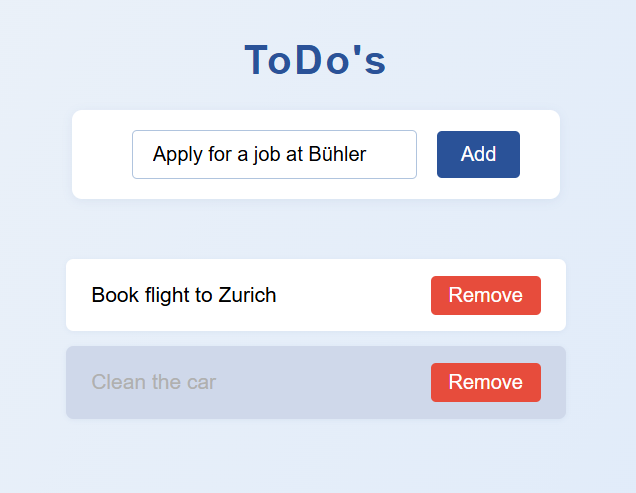 ToDo's
Apply for a job at Bühler
Add
Book flight to Zurich
Remove
Clean the car
Remove